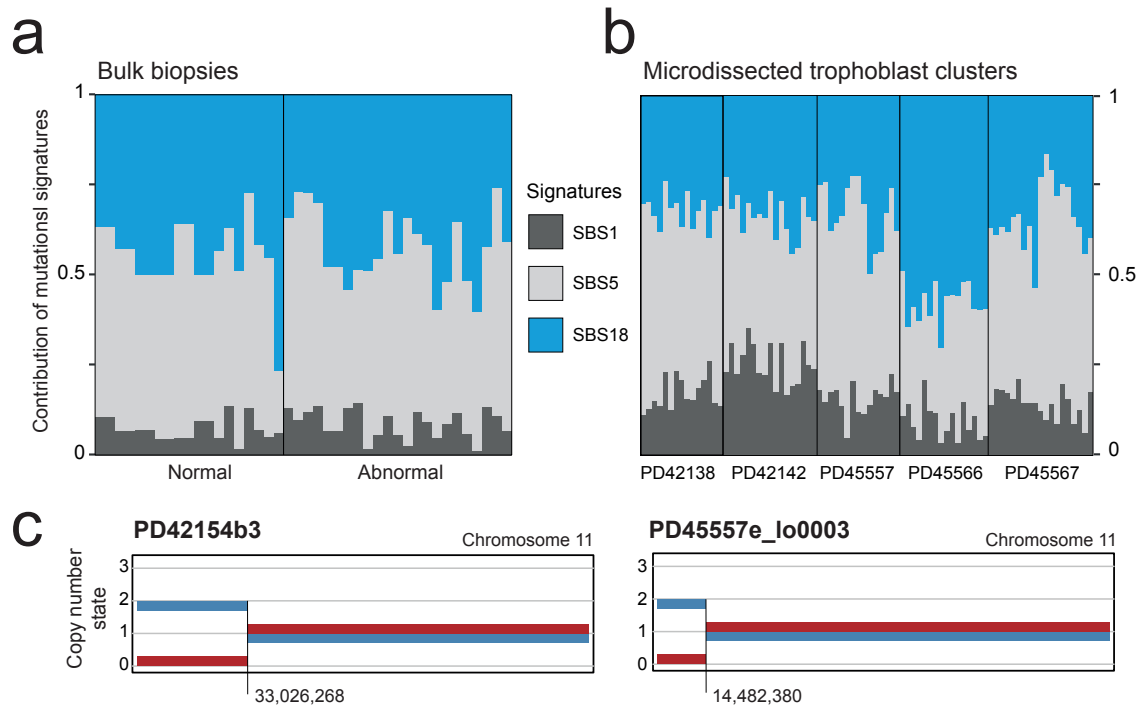 a
Bulk biopsies
1
0.5
0
Contribution of mutationsl signatures
Normal
Abnormal
Signatures
SBS1
SBS5
SBS18
b
Microdissected trophoblast clusters
1
0.5
0
PD42138
PD42142
PD45557
PD45566
PD45567
c
PD42154b3
Chromosome 11
Copy number
state
3
2
1
0
33,026,268
PD45557e_lo0003
Chromosome 11
3
2
1
0
14,482,380